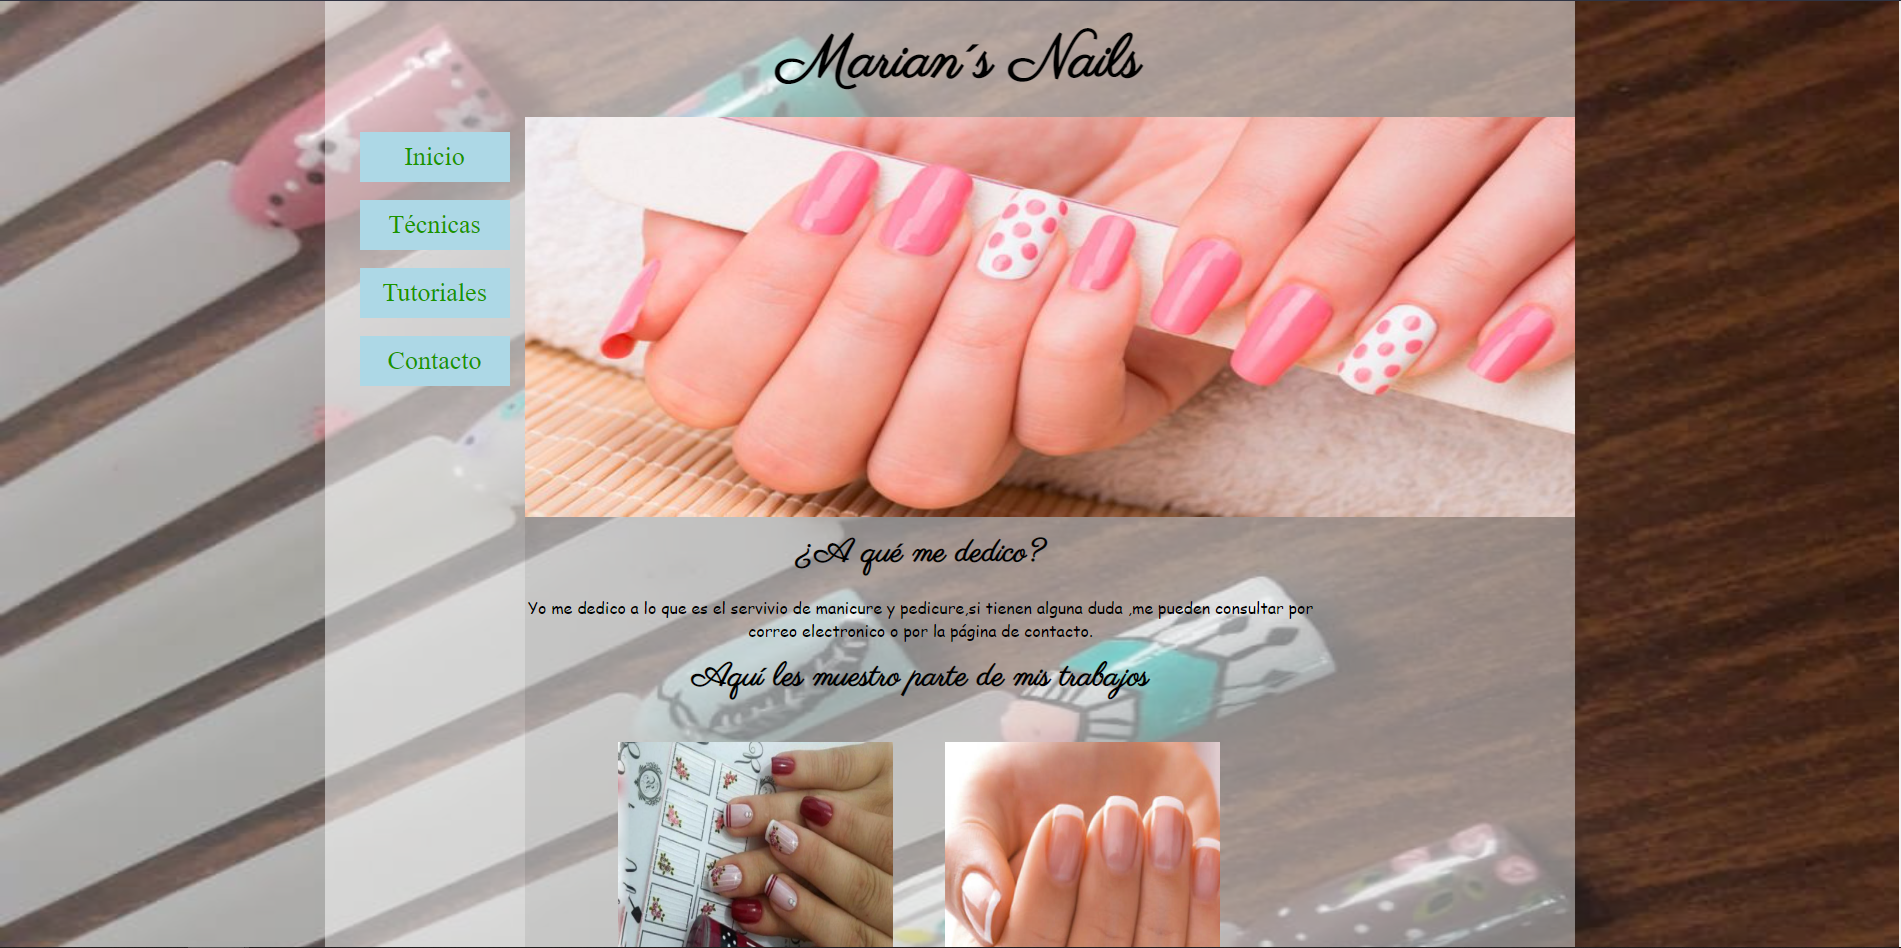 Marian´s Nails
Inicio
Técnicas
Tutoriales
Contacto
¿A qué me dedico?
Yo me dedico a lo que es el servivio de manicure y pedicure,si tienen alguna duda ,me pueden consultar por
correo electronico o por la página de contacto.
Aquí les muestro parte de mis trabajos